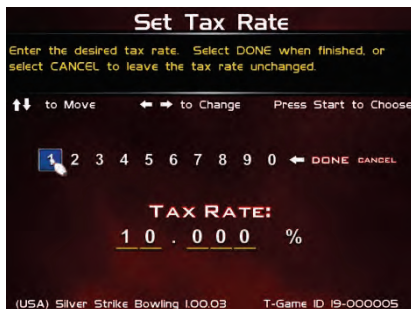 Set Tax Rate
Enter the desired tax rate. Select DONE when finished, or
select CANCEL to leave the tax rate unchanged.
↑↓ to Move ← → to Change Press Start to Choose
1 2 3 4 5 6 7 8 9 0 ← DONE CANCEL
TAX RATE:
10.000 %
(USA) Silver Strike Bowling 1.00.03 T-Game ID 19-000005